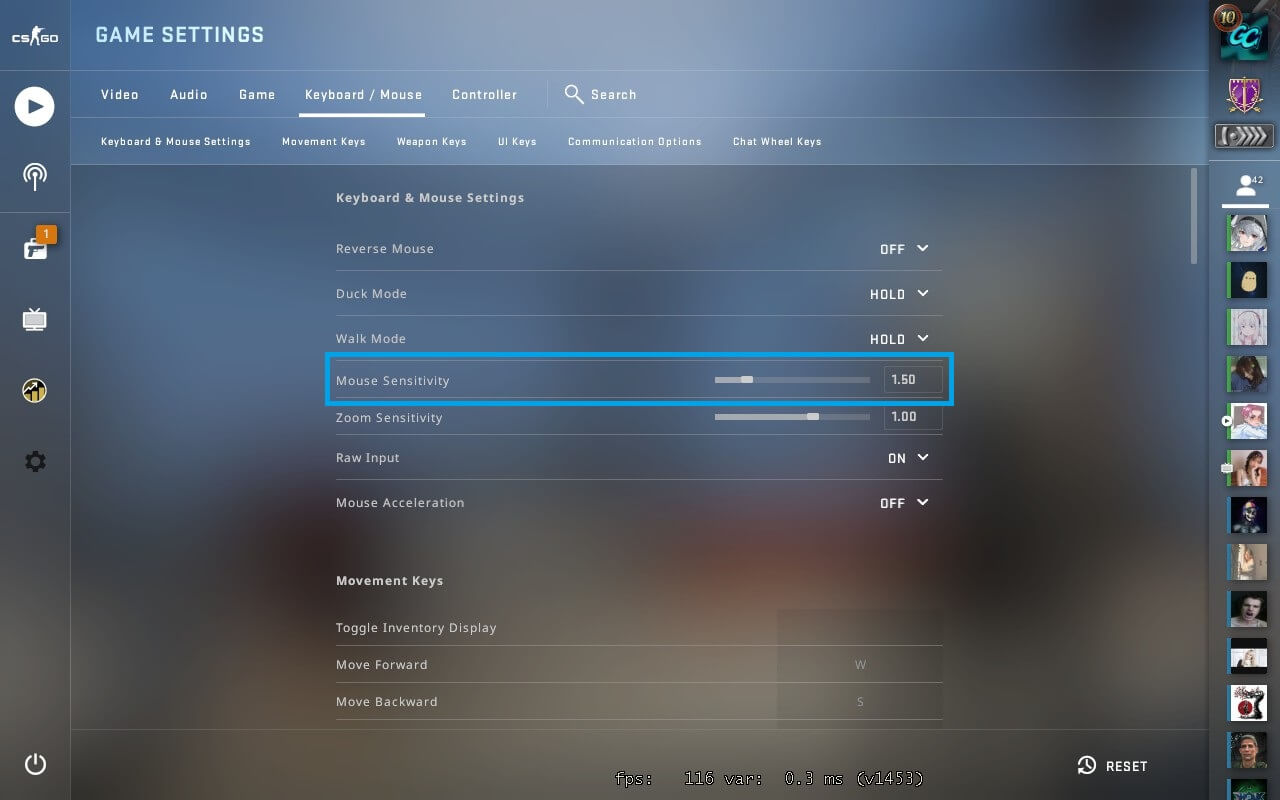 CS GO
GAME SETTINGS
10
GC
Video Audio Game Keyboard / Mouse Controller Search
Keyboard & Mouse Settings Movement Keys Weapon Keys UI Keys Communication Options Chat Wheel Keys
42
1
Keyboard & Mouse Settings
Reverse Mouse OFF
Duck Mode HOLD
Walk Mode HOLD
Mouse Sensitivity 1.50
Zoom Sensitivity 1.00
Raw Input ON
Mouse Acceleration OFF
Movement Keys
Toggle Inventory Display
Move Forward W
Move Backward S
fps: 116 var: 0.3 ms (v1453)
RESET